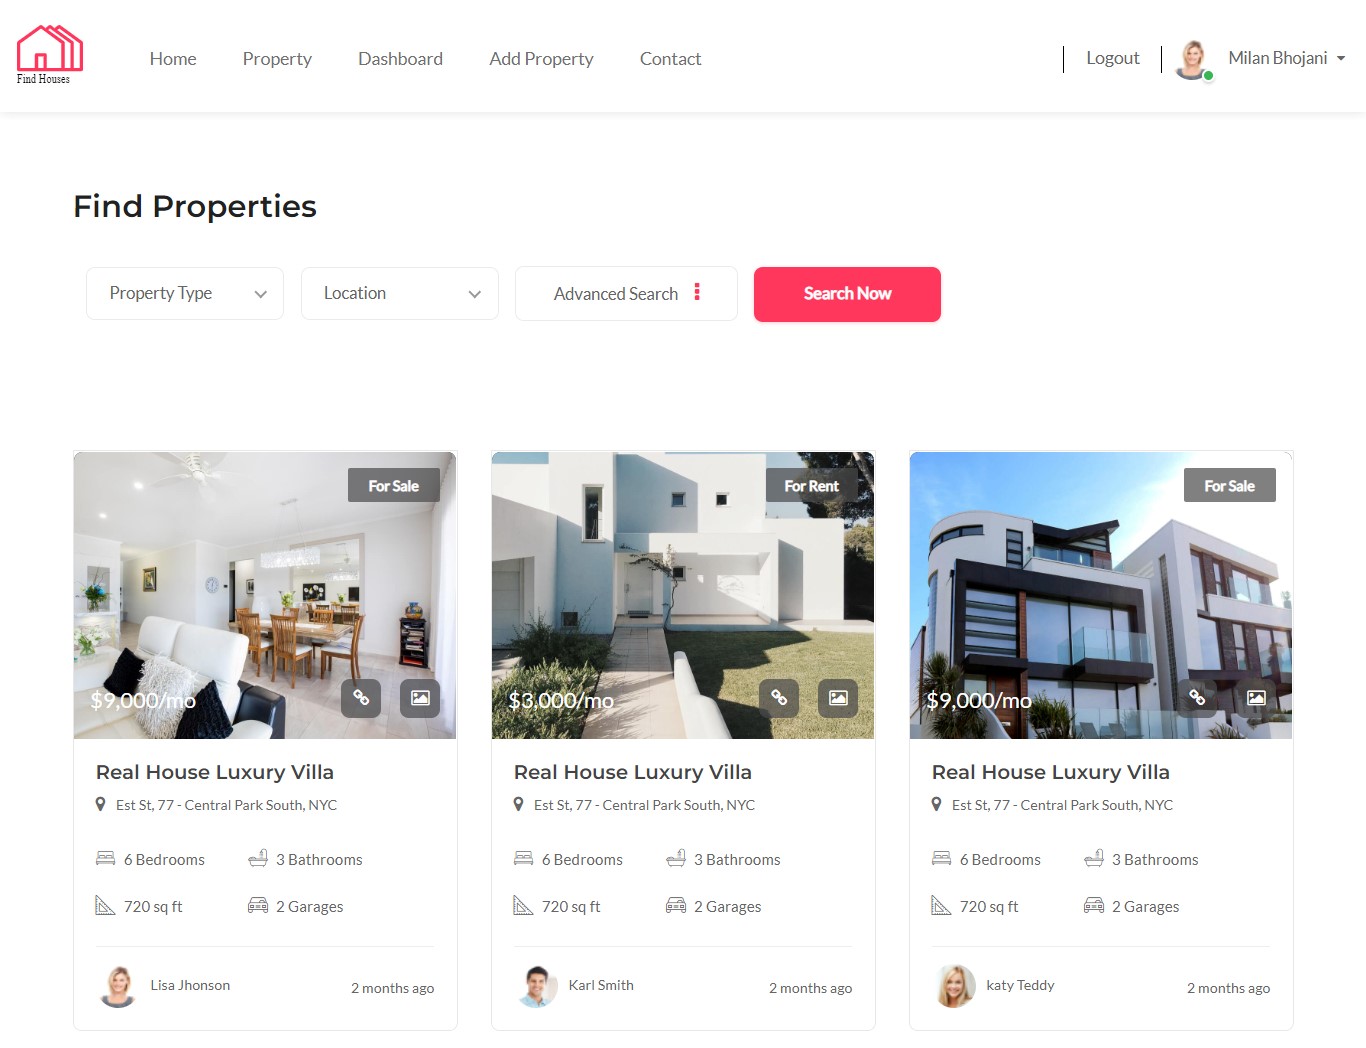 Find Houses
Home Property Dashboard Add Property Contact
Logout Milan Bhojani
Find Properties
Property Type Location Advanced Search Search Now
For Sale
$9,000/mo
Real House Luxury Villa
Est St, 77 - Central Park South, NYC
6 Bedrooms 3 Bathrooms
720 sq ft 2 Garages
Lisa Jhonson 2 months ago
For Rent
$3,000/mo
Real House Luxury Villa
Est St, 77 - Central Park South, NYC
6 Bedrooms 3 Bathrooms
720 sq ft 2 Garages
Karl Smith 2 months ago
For Sale
$9,000/mo
Real House Luxury Villa
Est St, 77 - Central Park South, NYC
6 Bedrooms 3 Bathrooms
720 sq ft 2 Garages
katy Teddy 2 months ago